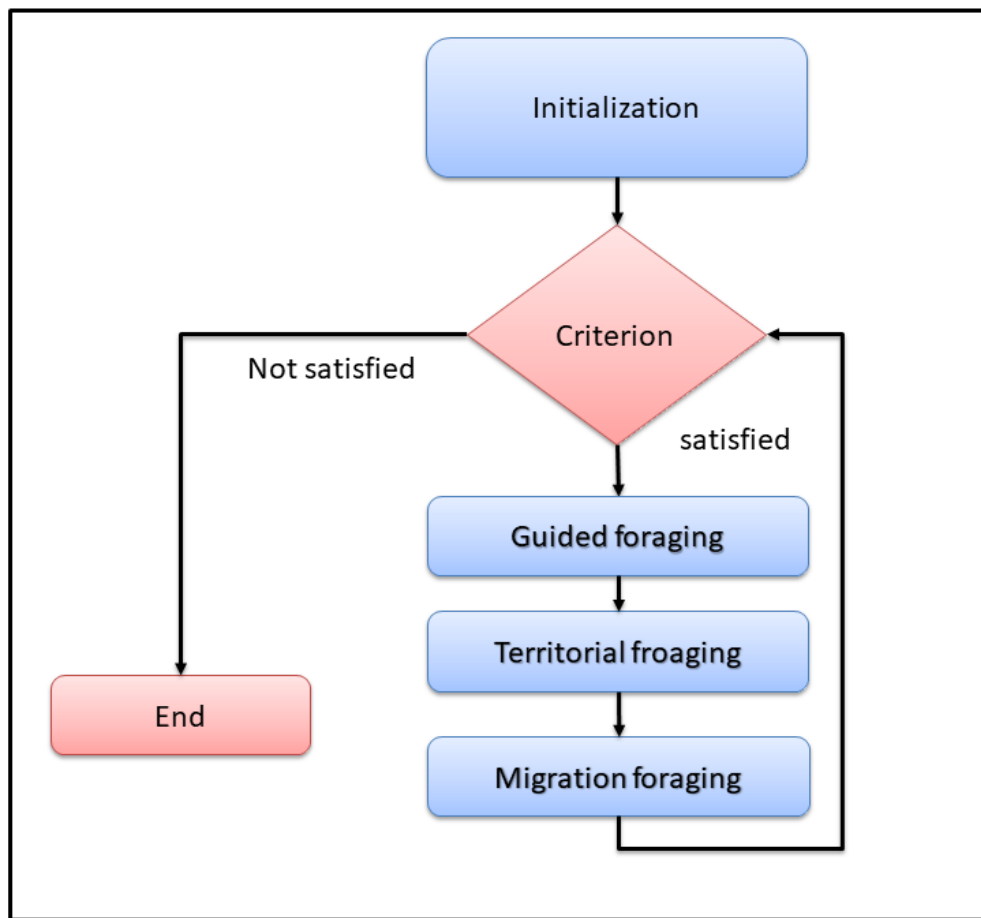 Initialization
Criterion
Not satisfied
satisfied
Guided foraging
Territorial froaging
End
Migration foraging